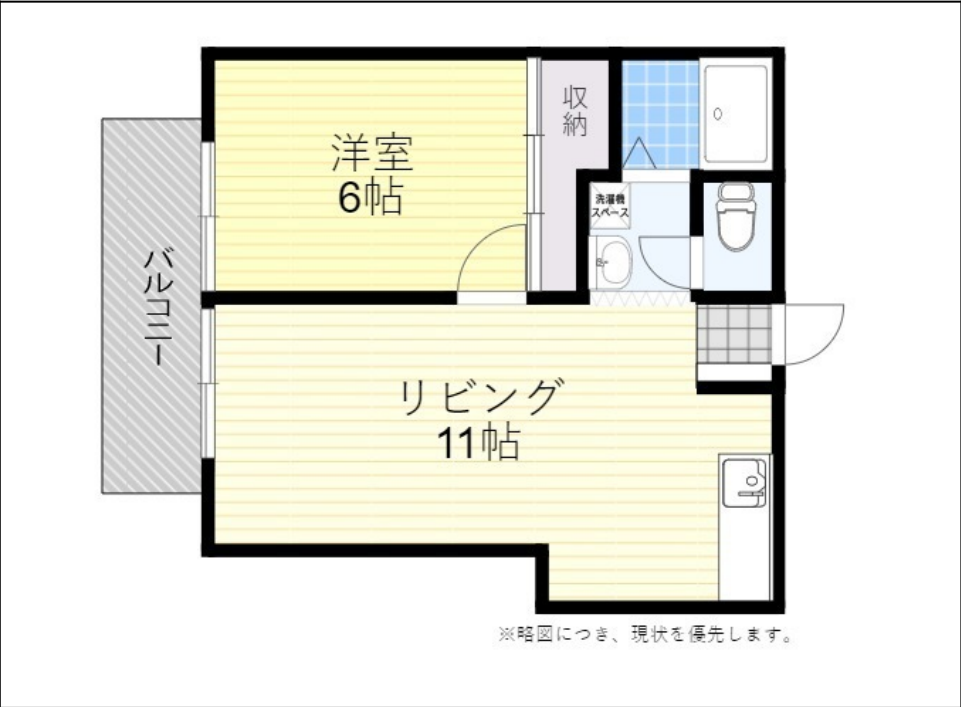 洋室
6帖
収納
洗濯機
スペース
バルコニー
リビング
11帖
※略図につき、現状を優先します。